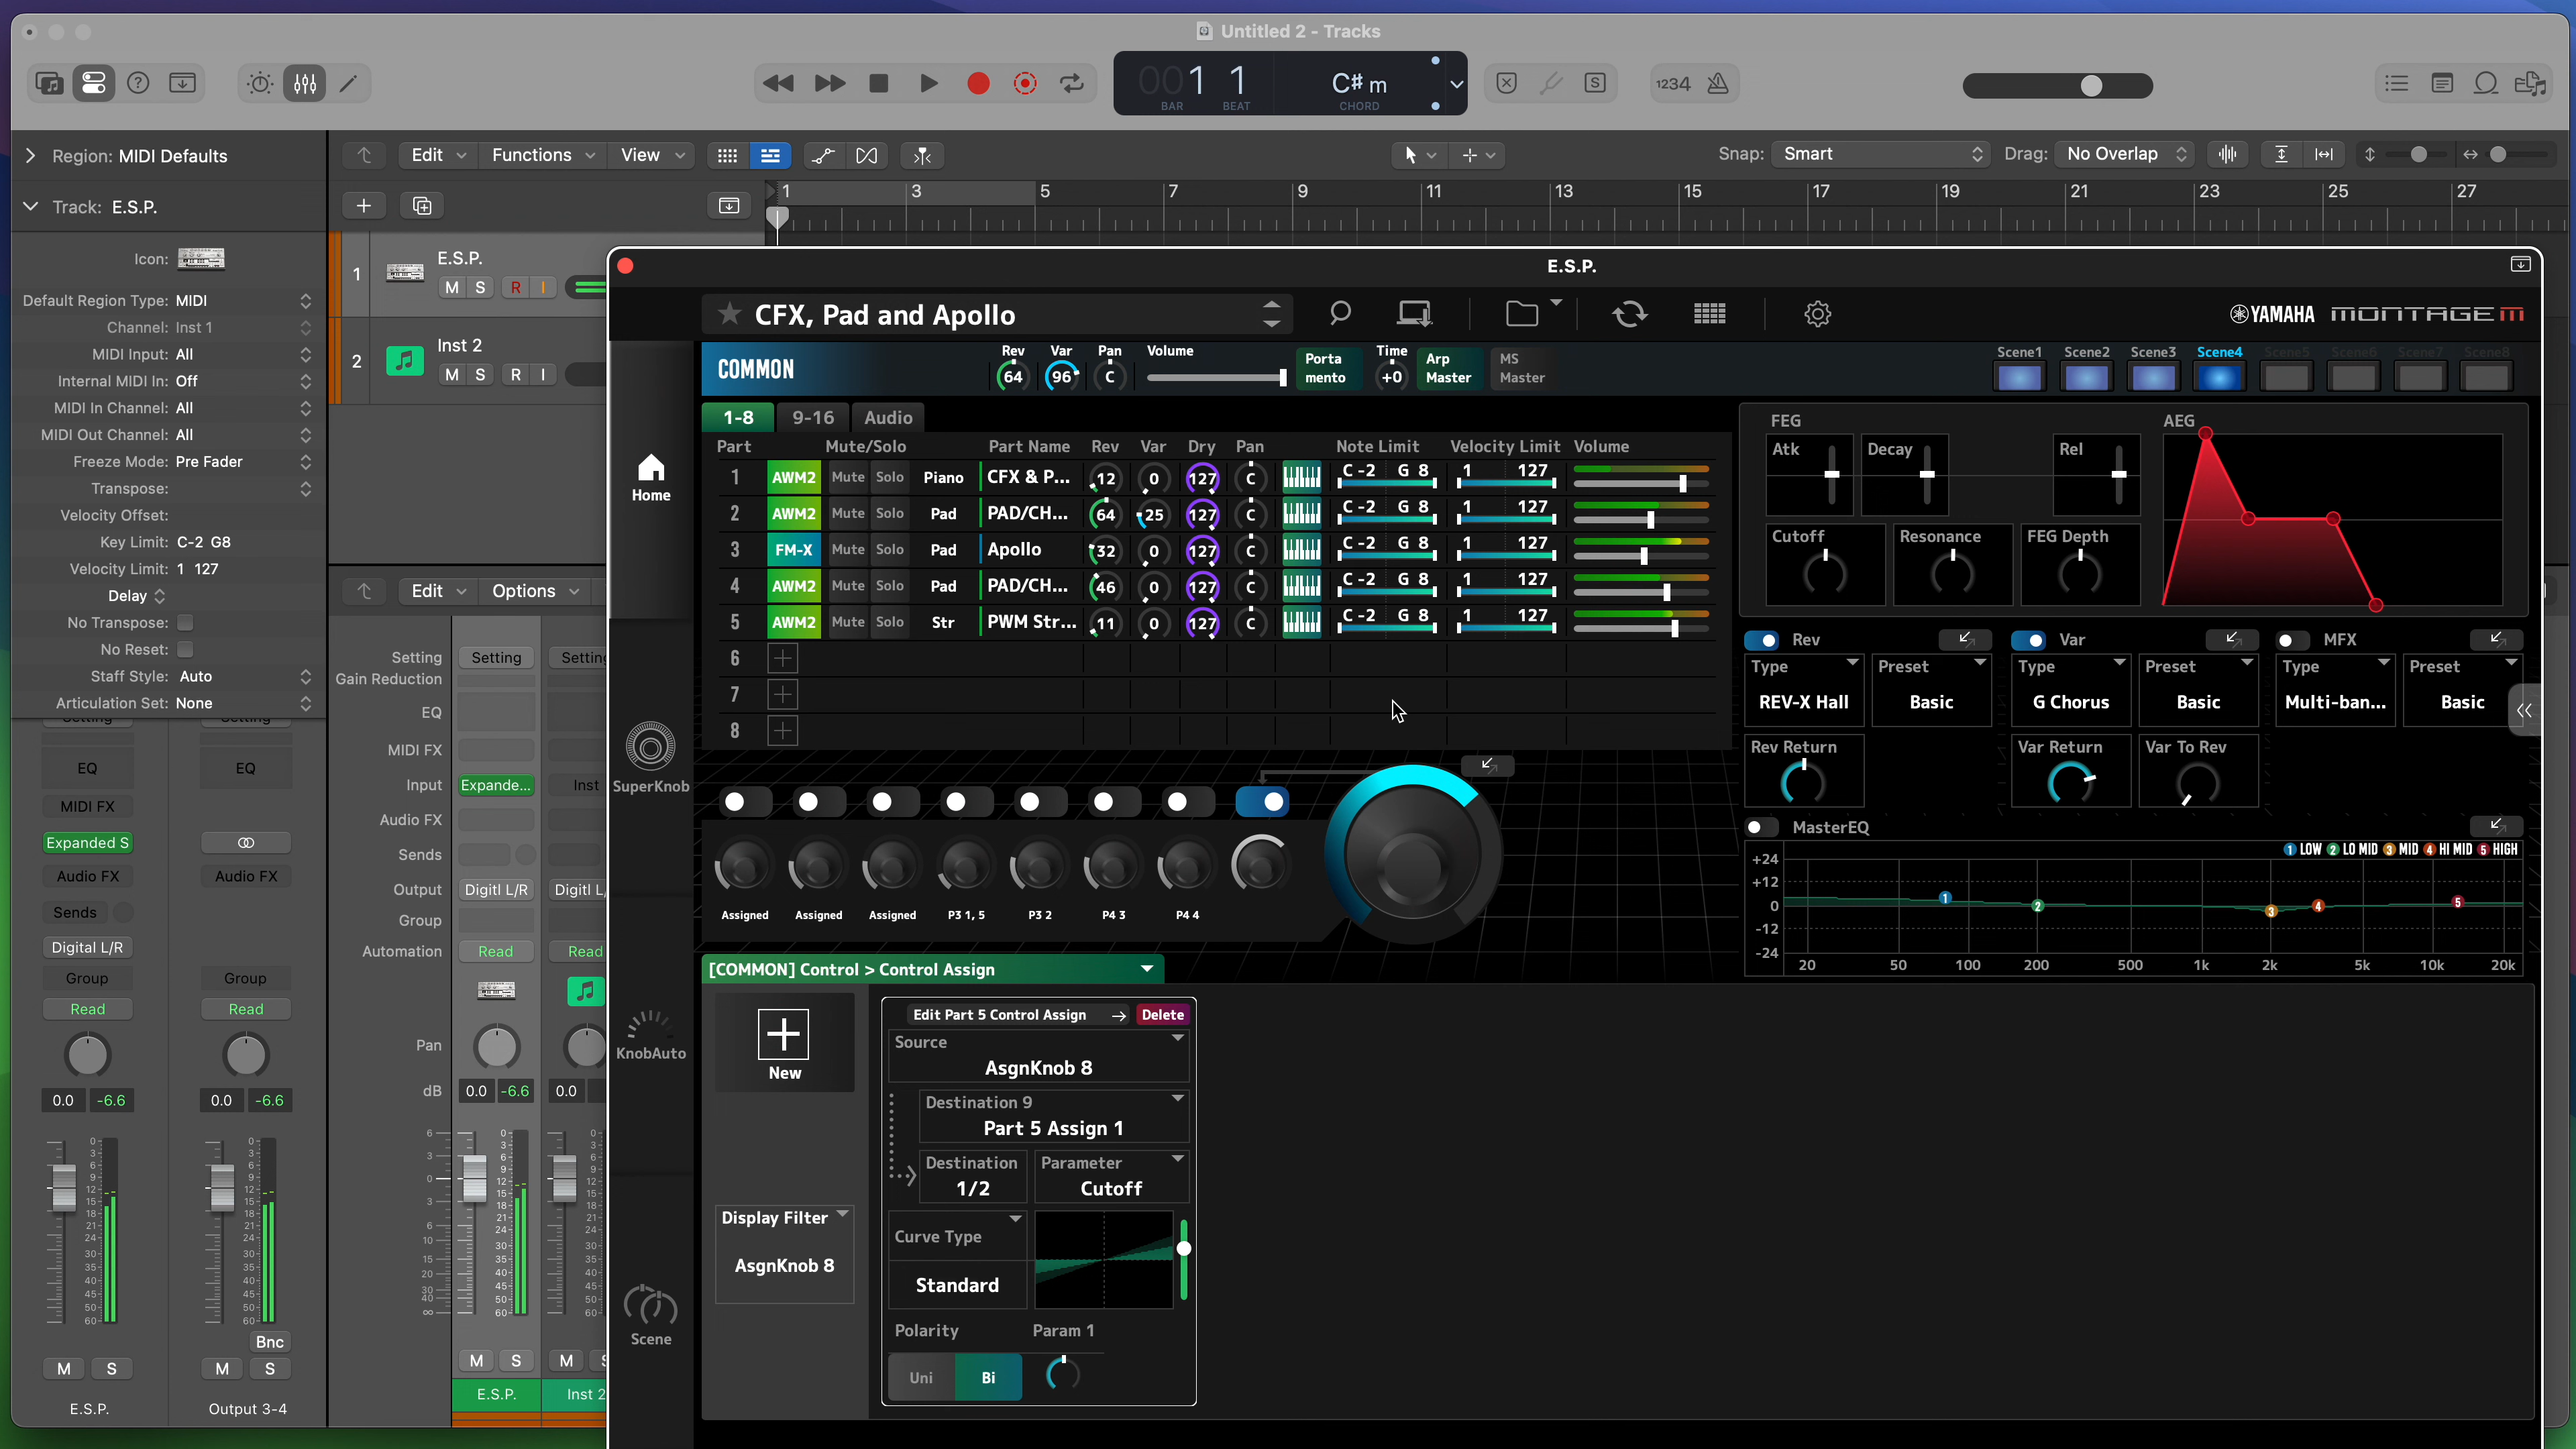 Untitled 2 - Tracks
001 1
BAR BEAT
C# m
CHORD
1234
Region: MIDI Defaults
Edit Functions View
Snap: Smart
Drag: No Overlap
Track: E.S.P.
1 3 5 7 9 11 13 15 17 19 21 23 25 27
Icon:
Default Region Type: MIDI
Channel: Inst 1
MIDI Input: All
Internal MIDI In: Off
MIDI In Channel: All
MIDI Out Channel: All
Freeze Mode: Pre Fader
Transpose:
Velocity Offset:
Key Limit: C-2 G8
Velocity Limit: 1 127
Delay
No Transpose:
No Reset:
Staff Style: Auto
Articulation Set: None
1
E.S.P.
M S R I
2
Inst 2
M S R I
Edit Options
Setting Setting
Gain Reduction
EQ
MIDI FX
Input Expande... Inst
Audio FX
Sends
Output Digitl L/R Digitl L/
Group
Automation Read Read
Pan
dB 0.0 -6.6 0.0
M S M S
E.S.P. Inst 2
Setting Setting
EQ EQ
MIDI FX
Expanded S
Audio FX Audio FX
Sends
Digital L/R
Group Group
Read Read
0.0 -6.6 0.0 -6.6
Bnc
M S M S
E.S.P. Output 3-4
E.S.P.
CFX, Pad and Apollo
YAMAHA MONTAGE M
COMMON
Rev Var Pan Volume
64 96 C
Porta
mento
Time
+0
Arp
Master
MS
Master
Scene1 Scene2 Scene3 Scene4 Scene5 Scene6 Scene7 Scene8
Home
SuperKnob
KnobAuto
Scene
1-8 9-16 Audio
Part Mute/Solo Part Name Rev Var Dry Pan Note Limit Velocity Limit Volume
1 AWM2 Mute Solo Piano CFX & P... 12 0 127 C C -2 G 8 1 127
2 AWM2 Mute Solo Pad PAD/CH... 64 25 127 C C -2 G 8 1 127
3 FM-X Mute Solo Pad Apollo 32 0 127 C C -2 G 8 1 127
4 AWM2 Mute Solo Pad PAD/CH... 46 0 127 C C -2 G 8 1 127
5 AWM2 Mute Solo Str PWM Str... 11 0 127 C C -2 G 8 1 127
6
7
8
Assigned Assigned Assigned P3 1, 5 P3 2 P4 3 P4 4
FEG
Atk Decay Rel
Cutoff Resonance FEG Depth
AEG
Rev
Type Preset
REV-X Hall Basic
Rev Return
Var
Type Preset
G Chorus Basic
Var Return Var To Rev
MFX
Type Preset
Multi-ban... Basic
MasterEQ
1 LOW 2 LO MID 3 MID 4 HI MID 5 HIGH
+24
+12
0
-12
-24
1 2 3 4 5
20 50 100 200 500 1k 2k 5k 10k 20k
[COMMON] Control > Control Assign
New
Display Filter
AsgnKnob 8
Edit Part 5 Control Assign → Delete
Source
AsgnKnob 8
Destination 9
Part 5 Assign 1
Destination Parameter
1/2 Cutoff
Curve Type
Standard
Polarity Param 1
Uni Bi